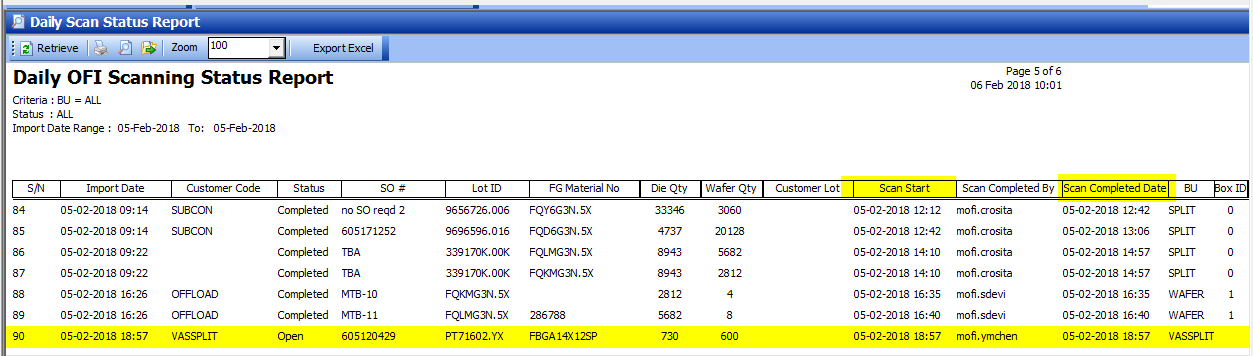 Daily Scan Status Report
Retrieve Zoom 100 Export Excel
Daily OFI Scanning Status Report
Page 5 of 6
06 Feb 2018 10:01
Criteria : BU = ALL
Status : ALL
Import Date Range : 05-Feb-2018 To: 05-Feb-2018
S/N Import Date Customer Code Status SO # Lot ID FG Material No Die Qty Wafer Qty Customer Lot Scan Start Scan Completed By Scan Completed Date BU Box ID
84 05-02-2018 09:14 SUBCON Completed no SO reqd 2 9656726.006 FQY6G3N.5X 33346 3060 05-02-2018 12:12 mofi.crosita 05-02-2018 12:42 SPLIT 0
85 05-02-2018 09:14 SUBCON Completed 605171252 9696596.016 FQD6G3N.5X 4737 20128 05-02-2018 12:42 mofi.crosita 05-02-2018 13:06 SPLIT 0
86 05-02-2018 09:22 Completed TBA 339170K.00K FQLMG3N.5X 8943 5682 05-02-2018 14:10 mofi.crosita 05-02-2018 14:57 SPLIT 0
87 05-02-2018 09:22 Completed TBA 339170K.00K FQKMG3N.5X 8943 2812 05-02-2018 14:10 mofi.crosita 05-02-2018 14:57 SPLIT 0
88 05-02-2018 16:26 OFFLOAD Completed MTB-10 FQKMG3N.5X 2812 4 05-02-2018 16:35 mofi.sdevi 05-02-2018 16:35 WAFER 1
89 05-02-2018 16:26 OFFLOAD Completed MTB-11 FQLMG3N.5X 286788 5682 8 05-02-2018 16:40 mofi.sdevi 05-02-2018 16:40 WAFER 1
90 05-02-2018 18:57 VASSPLIT Open 605120429 PT71602.YX FBGA14X12SP 730 600 05-02-2018 18:57 mofi.ymchen 05-02-2018 18:57 VASSPLIT